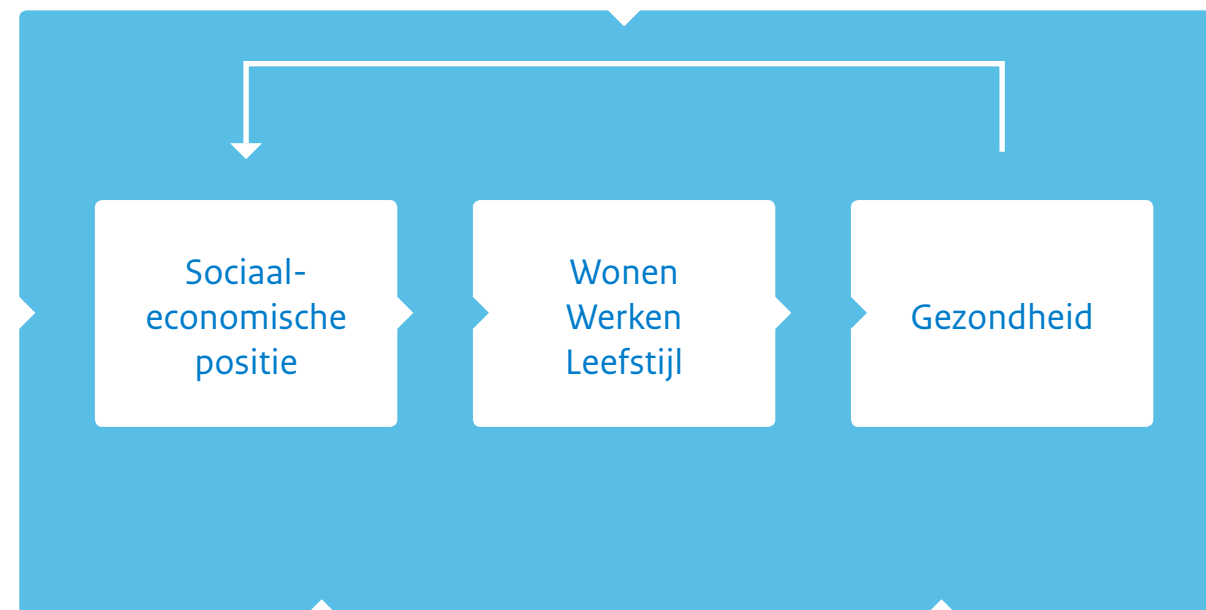 Sociaal-
economische
positie
Wonen
Werken
Leefstijl
Gezondheid